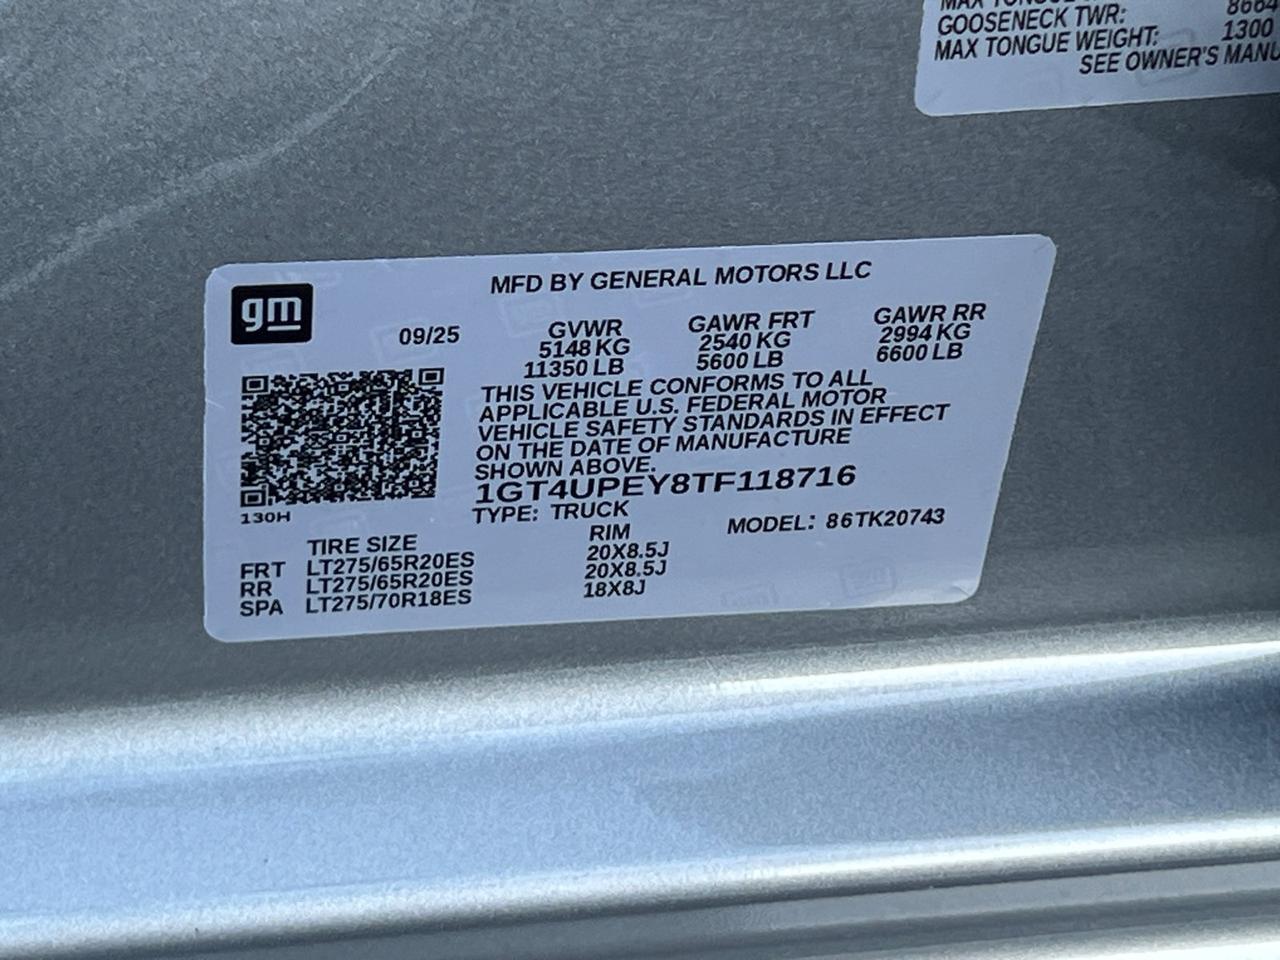 MAX TONGUE
GOOSENECK TWR:
MAX TONGUE WEIGHT: 1300
SEE OWNER'S MANU
MFD BY GENERAL MOTORS LLC
gm
09/25
GVWR GAWR FRT GAWR RR
5148 KG 2540 KG 2994 KG
11350 LB 5600 LB 6600 LB
THIS VEHICLE CONFORMS TO ALL
APPLICABLE U.S. FEDERAL MOTOR
VEHICLE SAFETY STANDARDS IN EFFECT
ON THE DATE OF MANUFACTURE
SHOWN ABOVE.
1GT4UPEY8TF118716
130H
TYPE: TRUCK MODEL: 86TK20743
TIRE SIZE RIM
FRT LT275/65R20ES 20X8.5J
RR LT275/65R20ES 20X8.5J
SPA LT275/70R18ES 18X8J